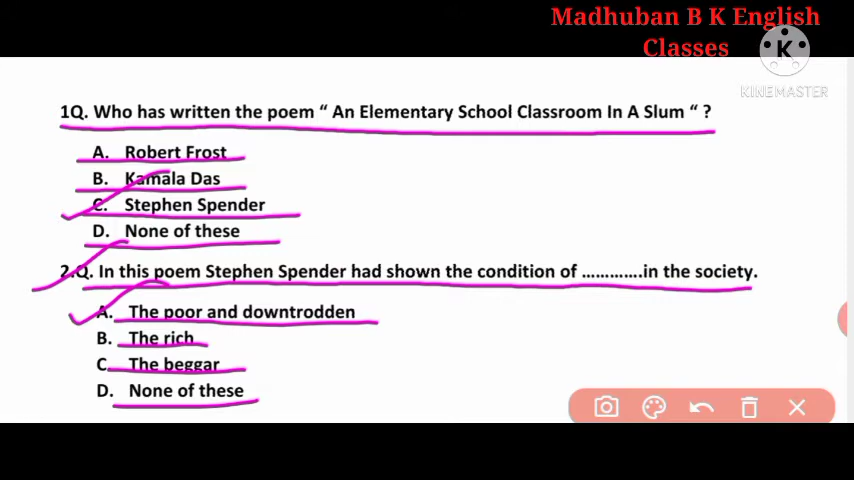 Madhuban B K English
Classes
K
KINEMASTER
1Q. Who has written the poem “ An Elementary School Classroom In A Slum “ ?
A. Robert Frost
B. Kamala Das
C. Stephen Spender
D. None of these
2.Q. In this poem Stephen Spender had shown the condition of .............in the society.
A. The poor and downtrodden
B. The rich
C. The beggar
D. None of these